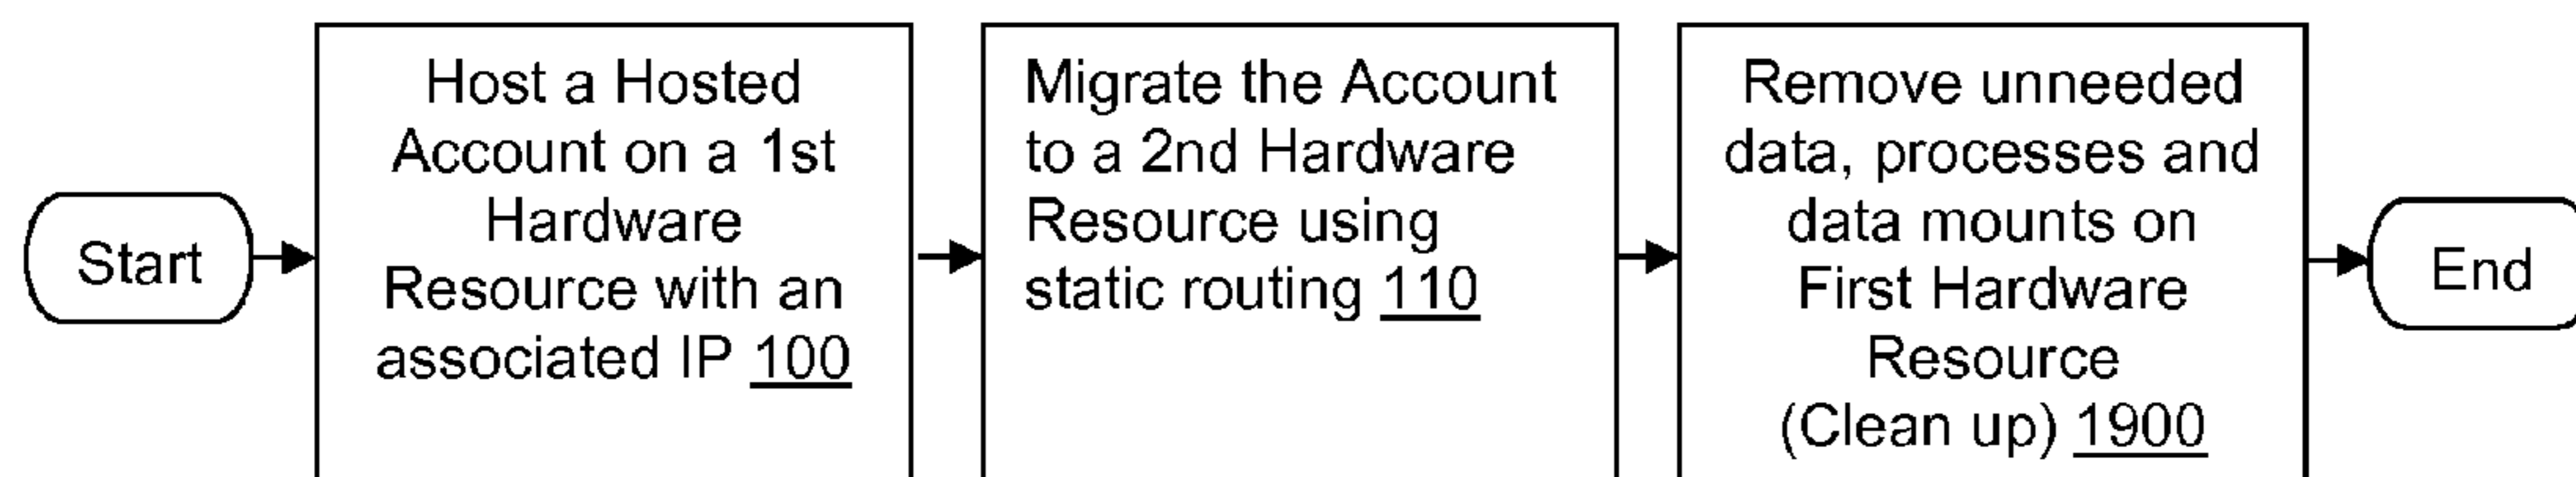 Start
Host a Hosted
Account on a 1st
Hardware
Resource with an
associated IP 100
Migrate the Account
to a 2nd Hardware
Resource using
static routing 110
Remove unneeded
data, processes and
data mounts on
First Hardware
Resource
(Clean up) 1900
End